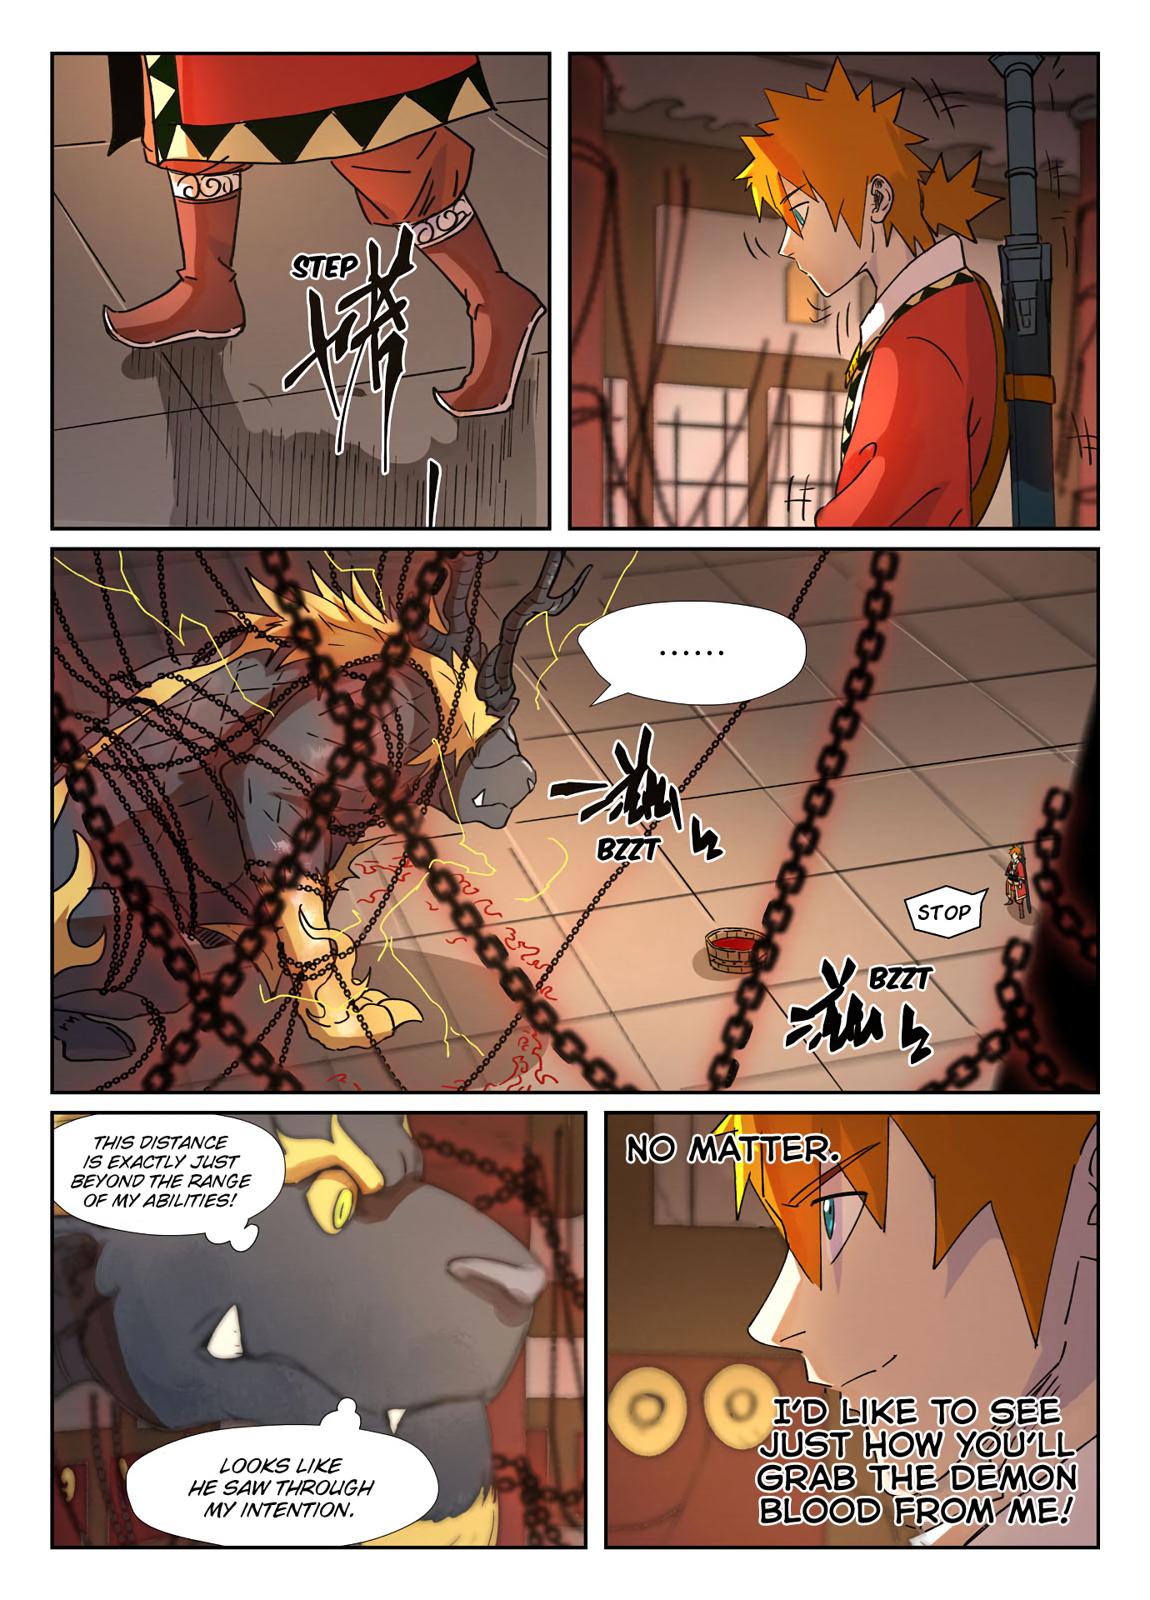 STEP
......
BZZT
STOP
BZZT
THIS DISTANCE
IS EXACTLY JUST
BEYOND THE RANGE
OF MY ABILITIES!
LOOKS LIKE
HE SAW THROUGH
MY INTENTION.
NO MATTER.
I'D LIKE TO SEE
JUST HOW YOU'LL
GRAB THE DEMON
BLOOD FROM ME!